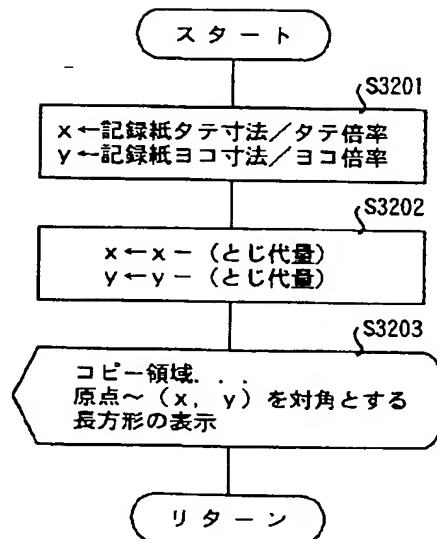 スタート
S3201
x←記録紙タテ寸法／タテ倍率
y←記録紙ヨコ寸法／ヨコ倍率
S3202
x←x－（とじ代量）
y←y－（とじ代量）
S3203
コピー領域...
原点～（x，y）を対角とする
長方形の表示
リターン